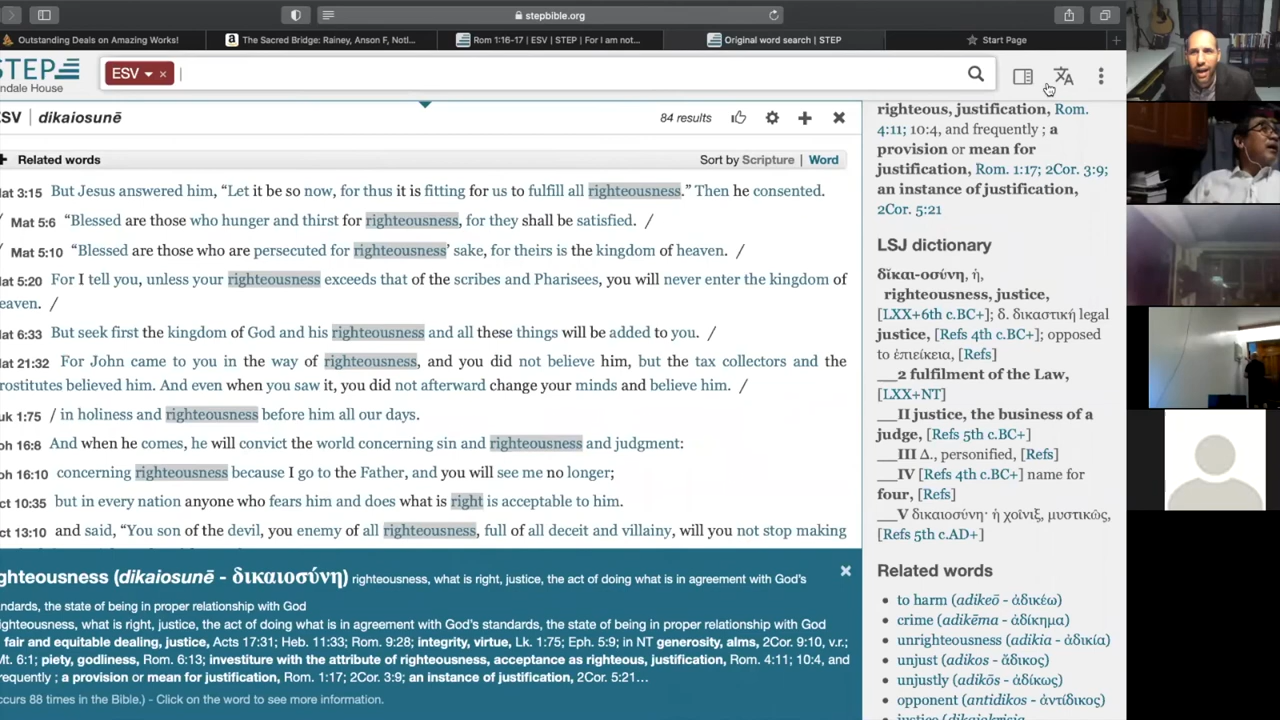 stepbible.org
Outstanding Deals on Amazing Works!
The Sacred Bridge: Rainey, Anson F, Notl...
Rom 1:16-17 | ESV | STEP | For I am not...
Original word search | STEP
Start Page
STEP
ndale House
ESV
ESV | dikaiosunē
84 results
Related words
Sort by Scripture | Word
at 3:15 But Jesus answered him, “Let it be so now, for thus it is fitting for us to fulfill all righteousness.” Then he consented.
/ Mat 5:6 “Blessed are those who hunger and thirst for righteousness, for they shall be satisfied. /
/ Mat 5:10 “Blessed are those who are persecuted for righteousness’ sake, for theirs is the kingdom of heaven. /
at 5:20 For I tell you, unless your righteousness exceeds that of the scribes and Pharisees, you will never enter the kingdom of
eaven. /
at 6:33 But seek first the kingdom of God and his righteousness and all these things will be added to you. /
at 21:32 For John came to you in the way of righteousness, and you did not believe him, but the tax collectors and the
rostitutes believed him. And even when you saw it, you did not afterward change your minds and believe him. /
uk 1:75 / in holiness and righteousness before him all our days.
oh 16:8 And when he comes, he will convict the world concerning sin and righteousness and judgment:
oh 16:10 concerning righteousness because I go to the Father, and you will see me no longer;
ct 10:35 but in every nation anyone who fears him and does what is right is acceptable to him.
ct 13:10 and said, “You son of the devil, you enemy of all righteousness, full of all deceit and villainy, will you not stop making
ghteousness (dikaiosunē - δικαιοσύνη) righteousness, what is right, justice, the act of doing what is in agreement with God’s
ndards, the state of being in proper relationship with God
ghteousness, what is right, justice, the act of doing what is in agreement with God’s standards, the state of being in proper relationship with God
fair and equitable dealing, justice, Acts 17:31; Heb. 11:33; Rom. 9:28; integrity, virtue, Lk. 1:75; Eph. 5:9; in NT generosity, alms, 2Cor. 9:10, v.r.;
Mt. 6:1; piety, godliness, Rom. 6:13; investiture with the attribute of righteousness, acceptance as righteous, justification, Rom. 4:11; 10:4, and
requently ; a provision or mean for justification, Rom. 1:17; 2Cor. 3:9; an instance of justification, 2Cor. 5:21...
ccurs 88 times in the Bible.) - Click on the word to see more information.
righteous, justification, Rom.
4:11; 10:4, and frequently ; a
provision or mean for
justification, Rom. 1:17; 2Cor. 3:9;
an instance of justification,
2Cor. 5:21
LSJ dictionary
δῐκαι-οσύνη, ἡ,
righteousness, justice,
[LXX+6th c.BC+]; δ. δικαστική legal
justice, [Refs 4th c.BC+]; opposed
to ἐπιείκεια, [Refs]
__2 fulfilment of the Law,
[LXX+NT]
__II justice, the business of a
judge, [Refs 5th c.BC+]
__III Δ., personified, [Refs]
__IV [Refs 4th c.BC+] name for
four, [Refs]
__V δικαιοσύνη· ἡ χοῖνιξ, μυστικῶς,
[Refs 5th c.AD+]
Related words
• to harm (adikeō - ἀδικέω)
• crime (adikēma - ἀδίκημα)
• unrighteousness (adikia - ἀδικία)
• unjust (adikos - ἄδικος)
• unjustly (adikōs - ἀδίκως)
• opponent (antidikos - ἀντίδικος)
• justice (dikaiokrisia